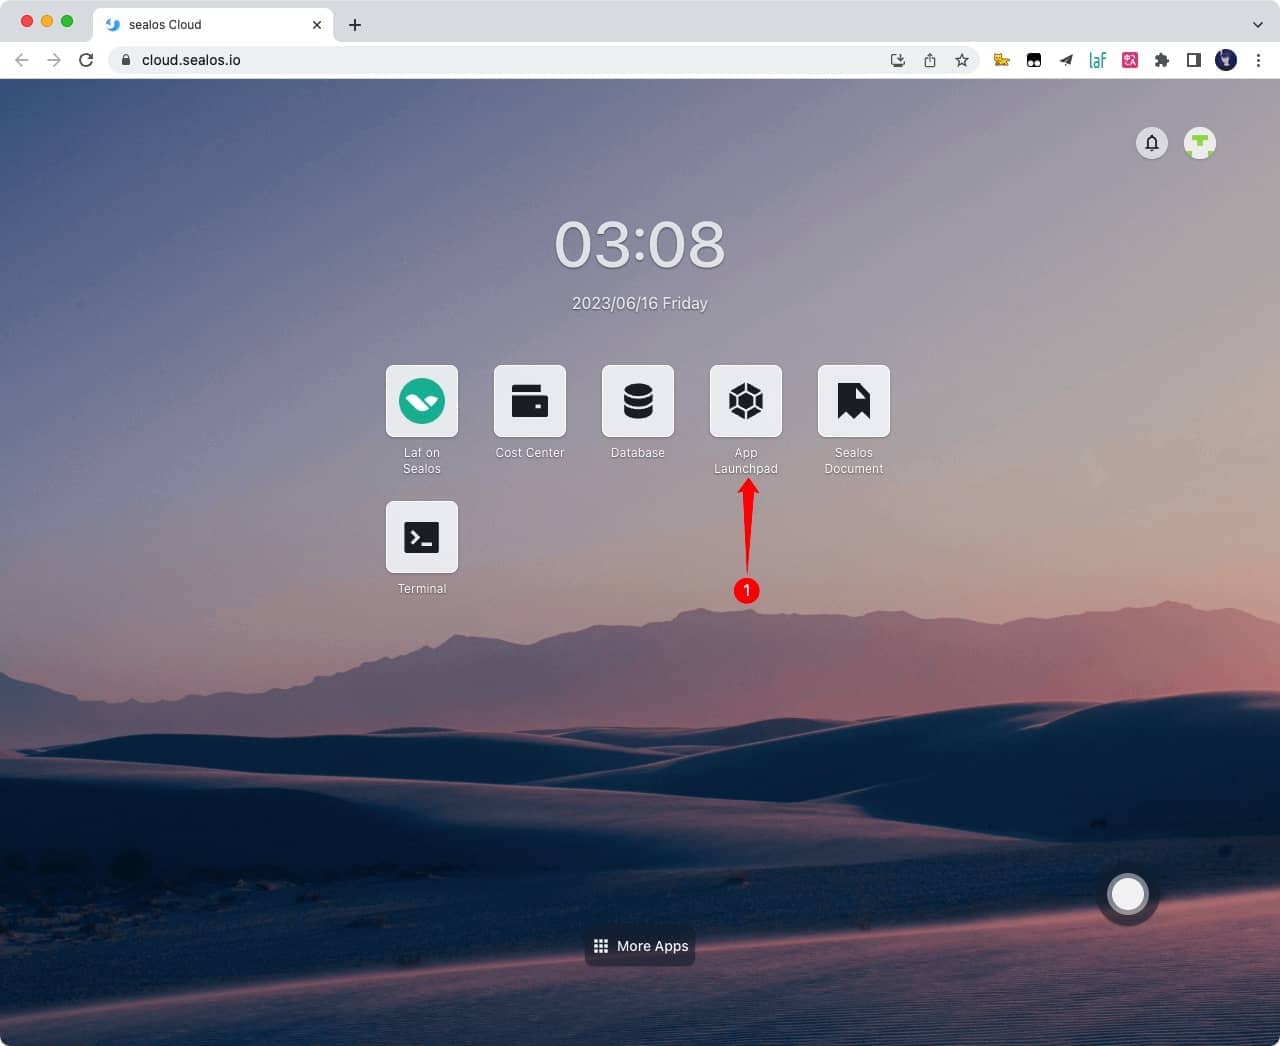 sealos Cloud
cloud.sealos.io
laf
03:08
2023/06/16 Friday
Laf on
Sealos
Cost Center
Database
App
Launchpad
Sealos
Document
Terminal
1
More Apps